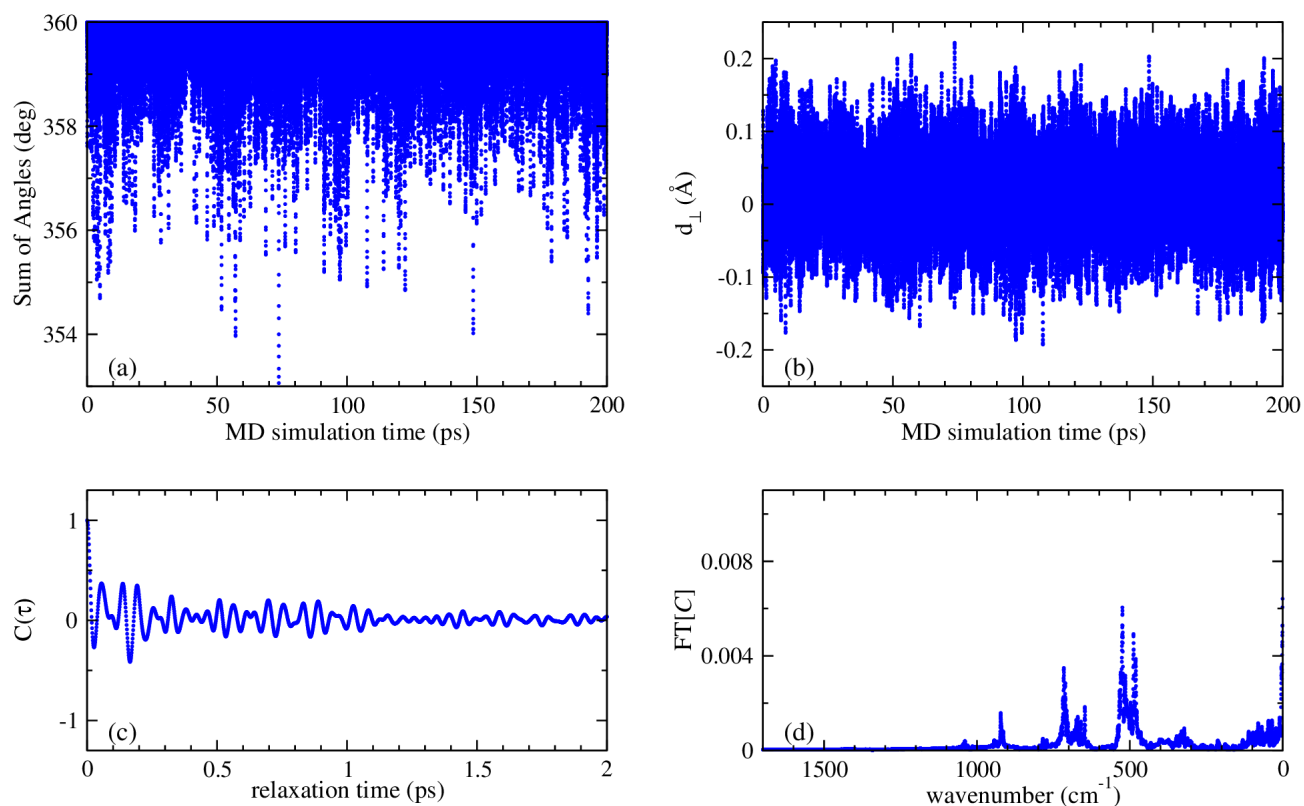 360
358
356
354
Sum of Angles (deg)
(a)
0
50
100
150
200
MD simulation time (ps)
0.2
0.1
0
-0.1
-0.2
d⊥ (Å)
(b)
0
50
100
150
200
MD simulation time (ps)
1
0
-1
C(τ)
(c)
0
0.5
1
1.5
2
relaxation time (ps)
0.008
0.004
0
FT[C]
(d)
1500
1000
500
0
wavenumber (cm⁻¹)